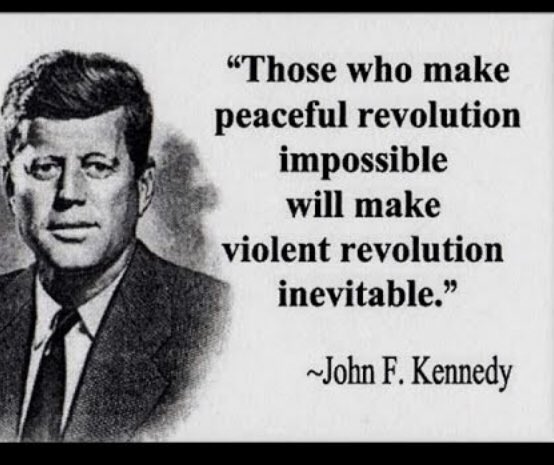 “Those who make
peaceful revolution
impossible
will make
violent revolution
inevitable.”
~John F. Kennedy